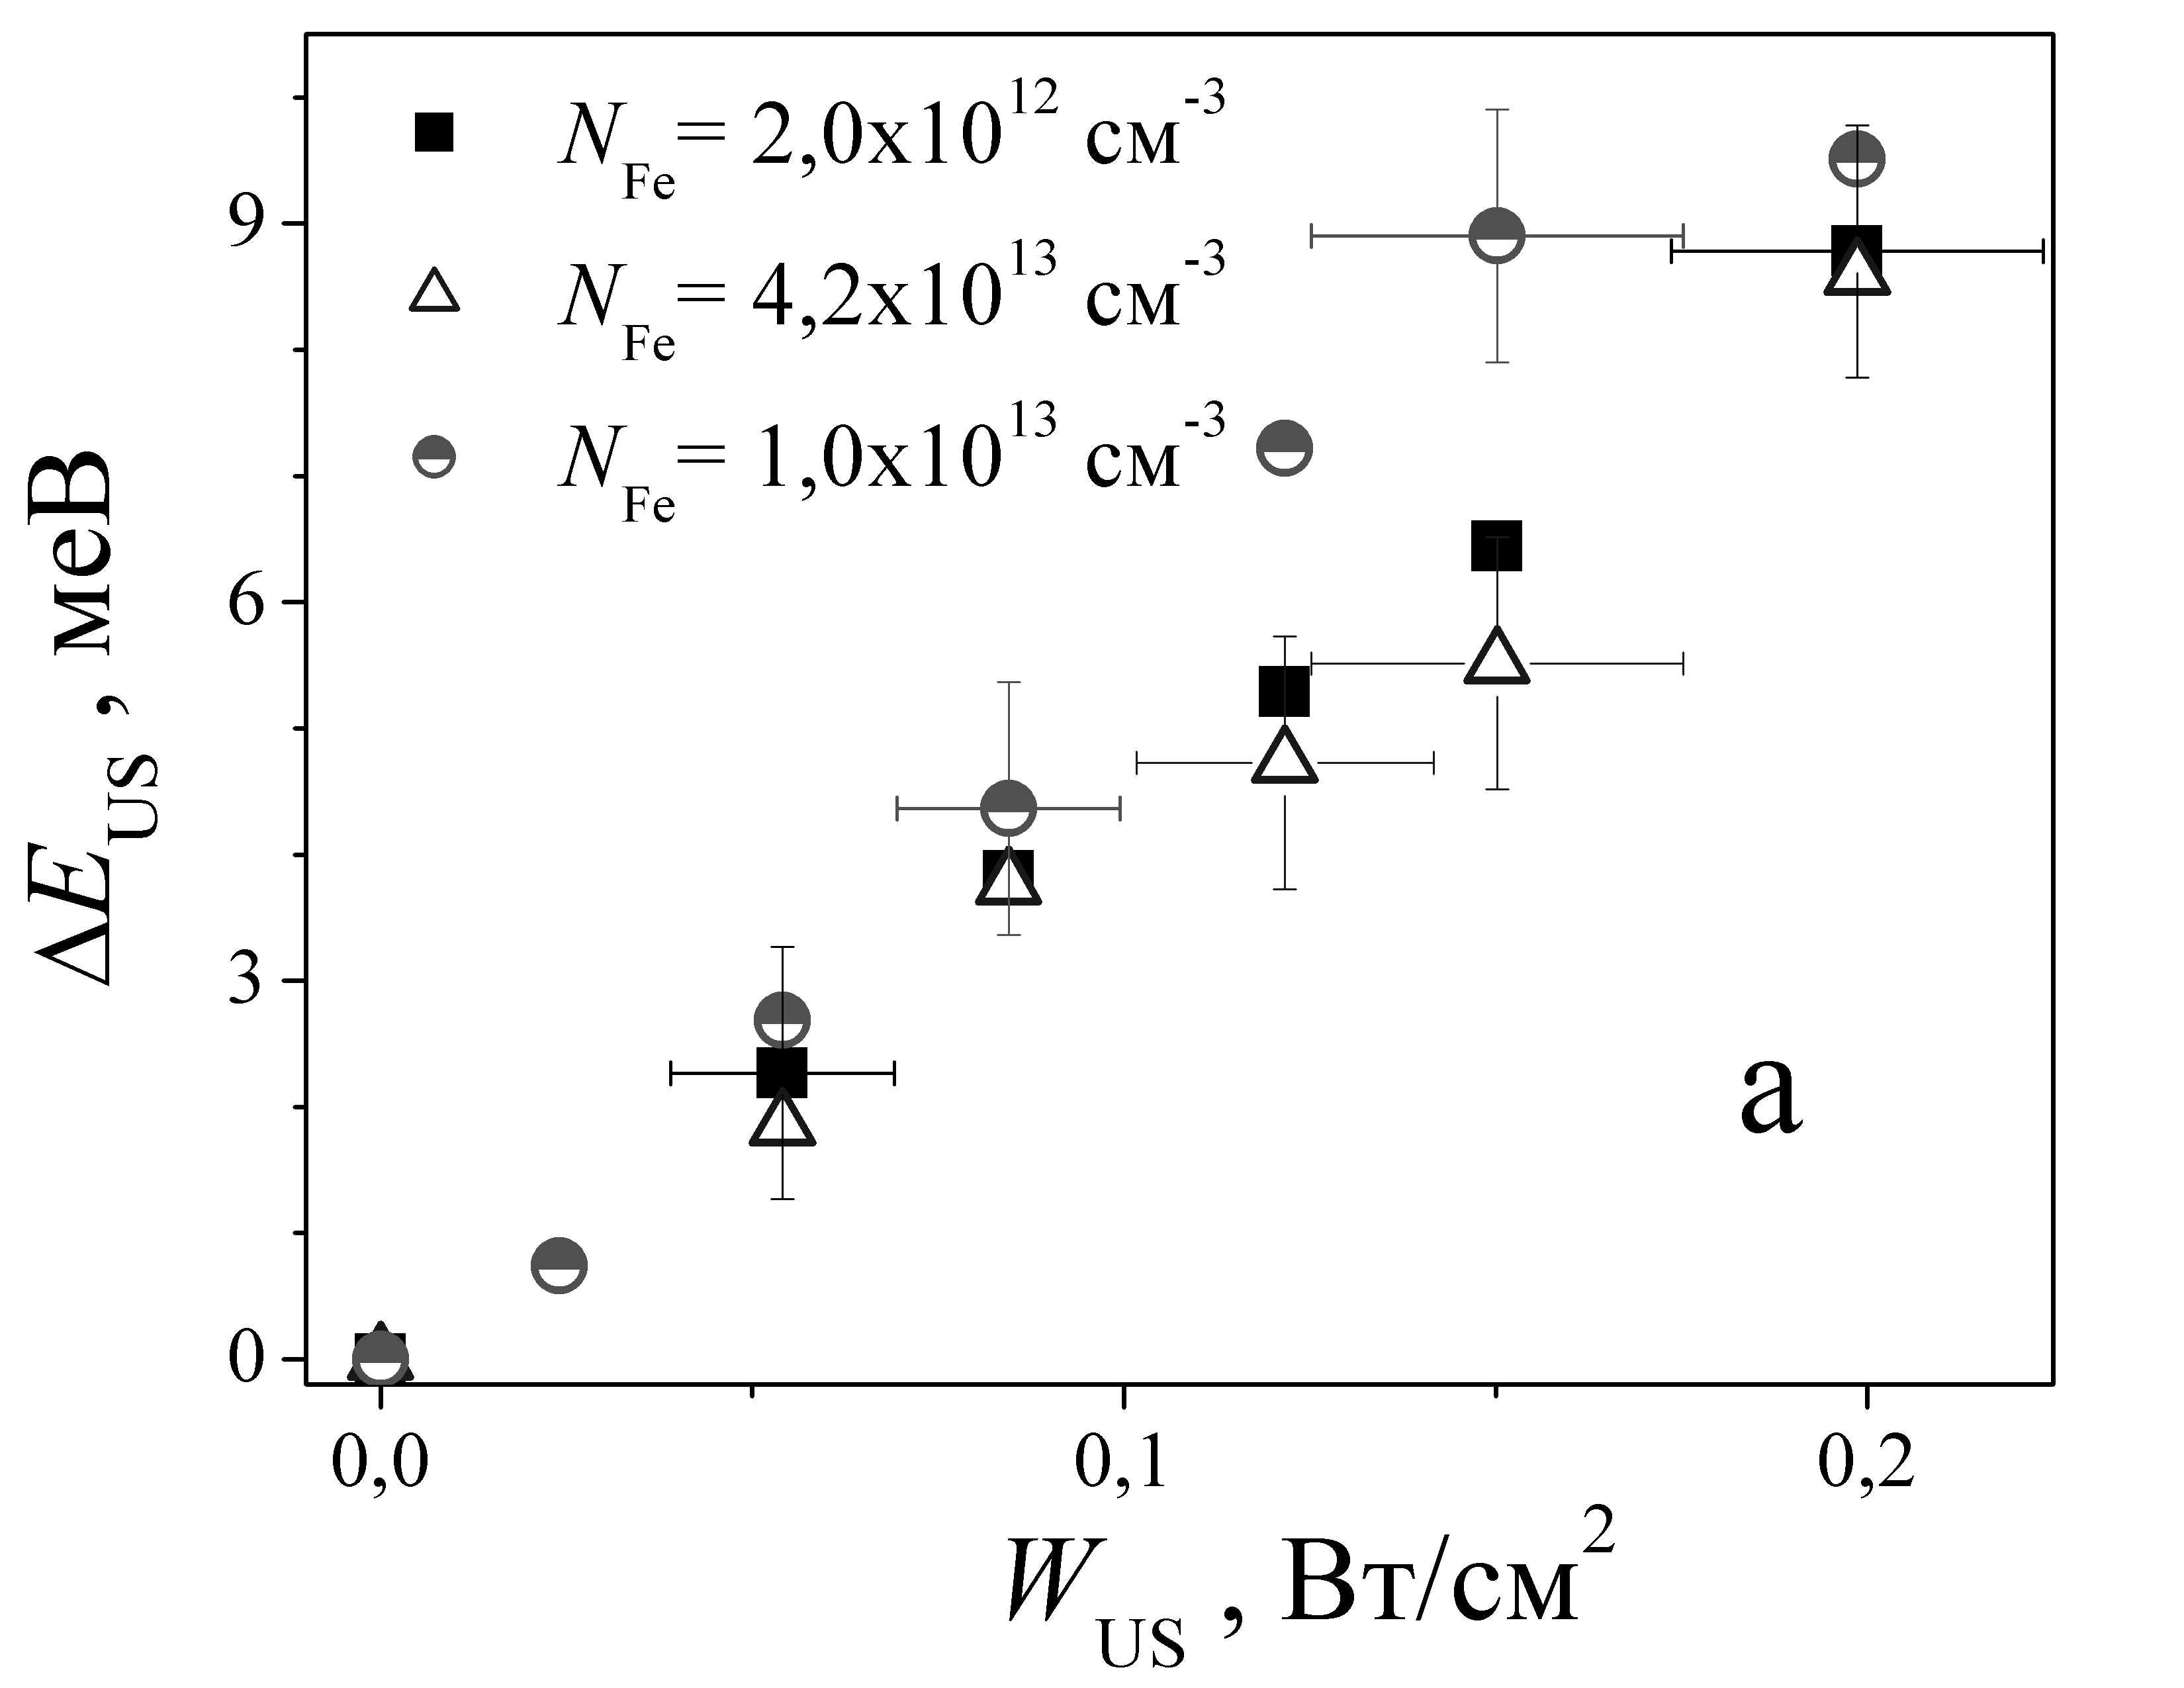 N_Fe = 2,0x10^12 см^-3
N_Fe = 4,2x10^13 см^-3
N_Fe = 1,0x10^13 см^-3
ΔE_US , меВ
9
6
3
0
а
0,0 0,1 0,2
W_US , Вт/см^2